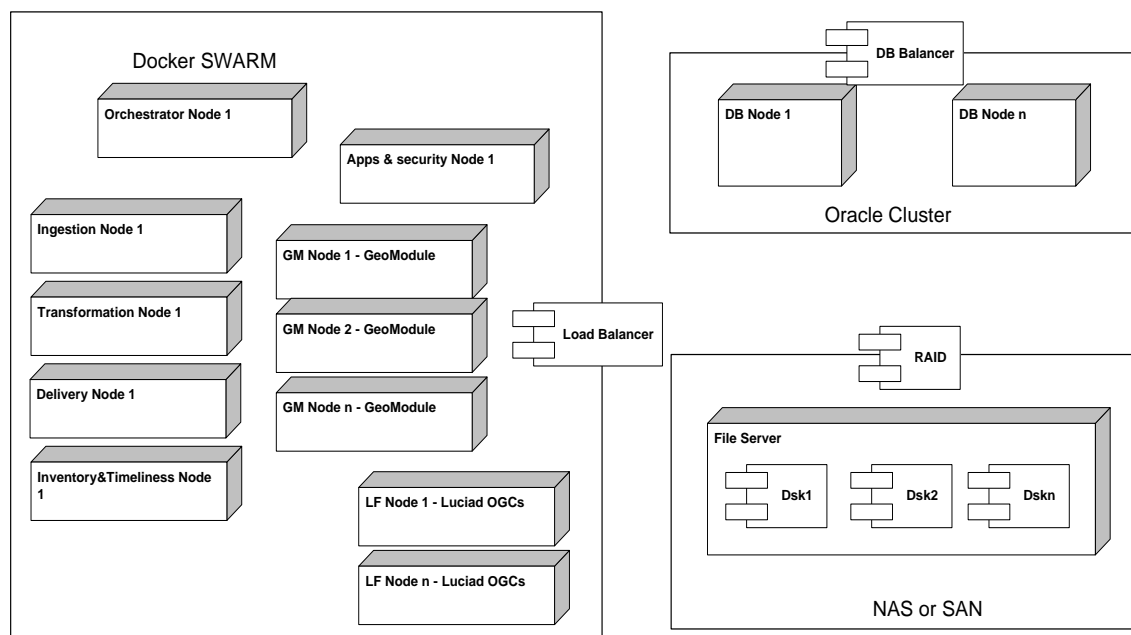 Docker SWARM
Orchestrator Node 1
Apps & security Node 1
Ingestion Node 1
GM Node 1 - GeoModule
Transformation Node 1
GM Node 2 - GeoModule
Load Balancer
Delivery Node 1
GM Node n - GeoModule
Inventory&Timeliness Node
1
LF Node 1 - Luciad OGCs
LF Node n - Luciad OGCs
DB Balancer
DB Node 1
DB Node n
Oracle Cluster
RAID
File Server
Dsk1
Dsk2
Dskn
NAS or SAN